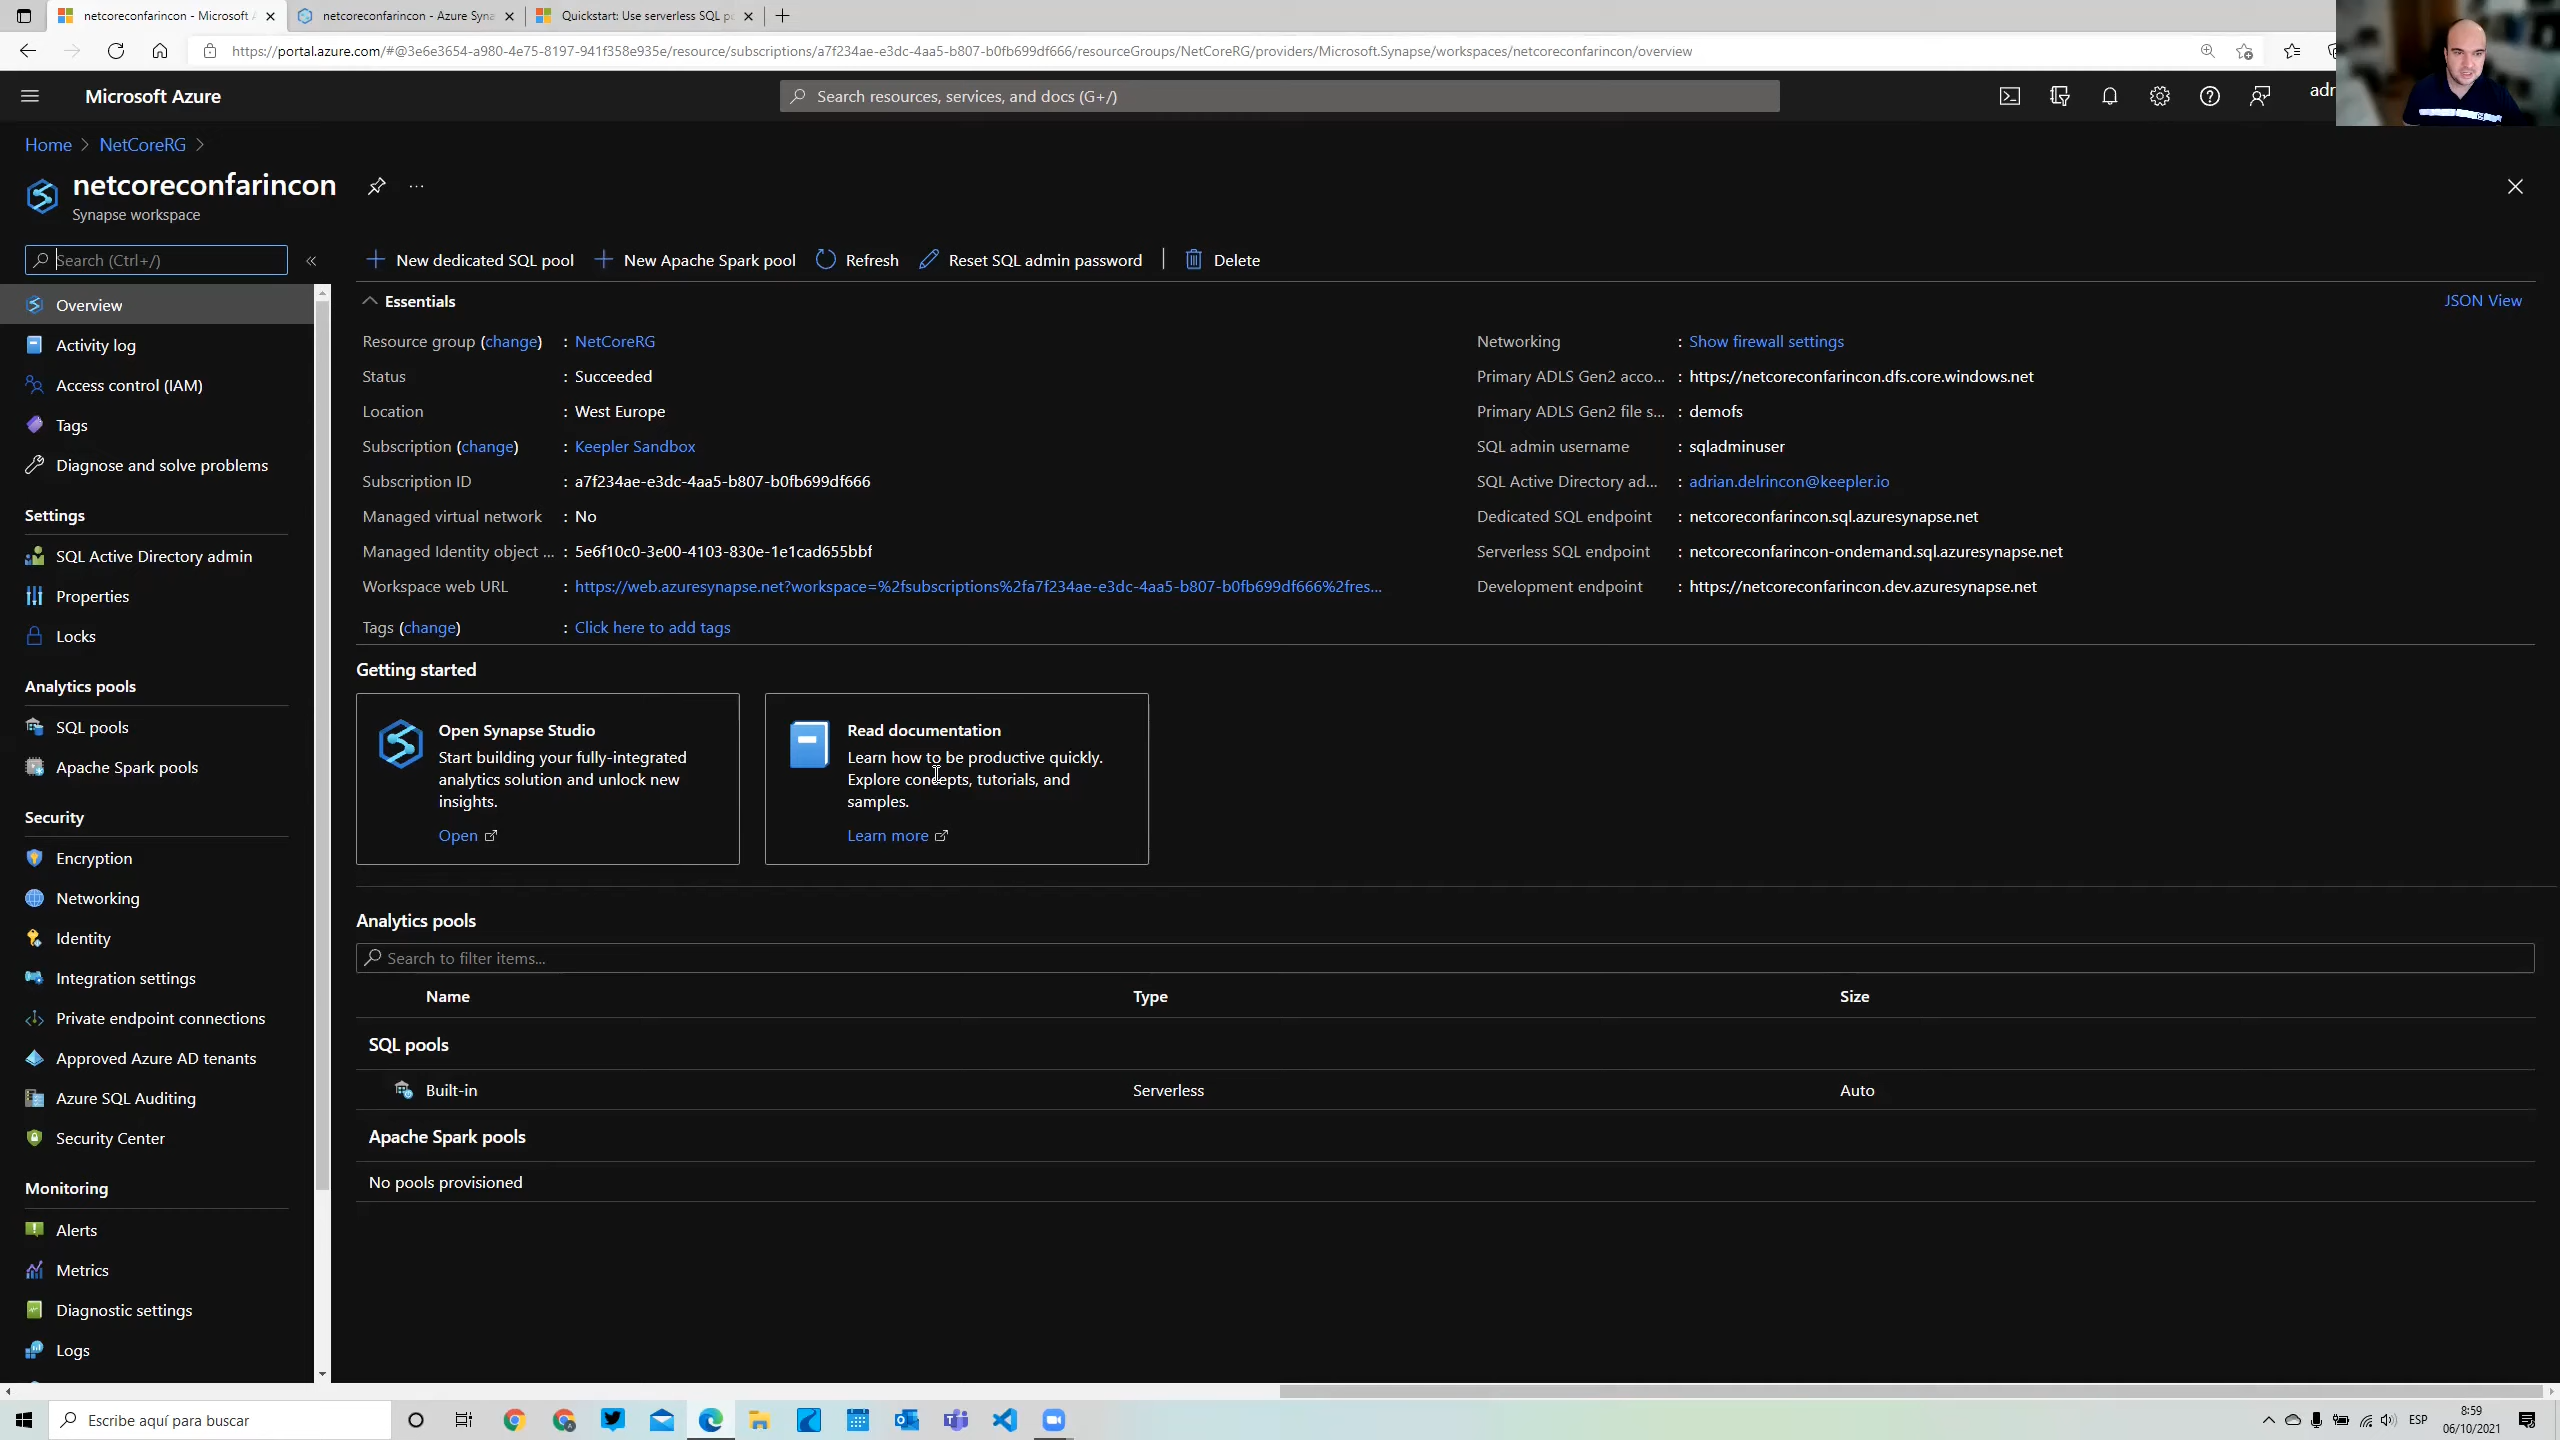 netcoreconfarincon - Microsoft A
netcoreconfarincon - Azure Syna
Quickstart: Use serverless SQL po
https://portal.azure.com/#@3e6e3654-a980-4e75-8197-941f358e935e/resource/subscriptions/a7f234ae-e3dc-4aa5-b807-b0fb699df666/resourceGroups/NetCoreRG/providers/Microsoft.Synapse/workspaces/netcoreconfarincon/overview
Microsoft Azure
Search resources, services, and docs (G+/)
adr
Home > NetCoreRG >
netcoreconfarincon
Synapse workspace
Search (Ctrl+/)
Overview
Activity log
Access control (IAM)
Tags
Diagnose and solve problems
Settings
SQL Active Directory admin
Properties
Locks
Analytics pools
SQL pools
Apache Spark pools
Security
Encryption
Networking
Identity
Integration settings
Private endpoint connections
Approved Azure AD tenants
Azure SQL Auditing
Security Center
Monitoring
Alerts
Metrics
Diagnostic settings
Logs
New dedicated SQL pool
New Apache Spark pool
Refresh
Reset SQL admin password
Delete
Essentials
JSON View
Resource group (change) : NetCoreRG
Status : Succeeded
Location : West Europe
Subscription (change) : Keepler Sandbox
Subscription ID : a7f234ae-e3dc-4aa5-b807-b0fb699df666
Managed virtual network : No
Managed Identity object ... : 5e6f10c0-3e00-4103-830e-1e1cad655bbf
Workspace web URL : https://web.azuresynapse.net?workspace=%2fsubscriptions%2fa7f234ae-e3dc-4aa5-b807-b0fb699df666%2fres...
Tags (change) : Click here to add tags
Networking : Show firewall settings
Primary ADLS Gen2 acco... : https://netcoreconfarincon.dfs.core.windows.net
Primary ADLS Gen2 file s... : demofs
SQL admin username : sqladminuser
SQL Active Directory ad... : adrian.delrincon@keepler.io
Dedicated SQL endpoint : netcoreconfarincon.sql.azuresynapse.net
Serverless SQL endpoint : netcoreconfarincon-ondemand.sql.azuresynapse.net
Development endpoint : https://netcoreconfarincon.dev.azuresynapse.net
Getting started
Open Synapse Studio
Start building your fully-integrated
analytics solution and unlock new
insights.
Open
Read documentation
Learn how to be productive quickly.
Explore concepts, tutorials, and
samples.
Learn more
Analytics pools
Search to filter items...
Name Type Size
SQL pools
Built-in Serverless Auto
Apache Spark pools
No pools provisioned
Escribe aquí para buscar
ESP
8:59
06/10/2021